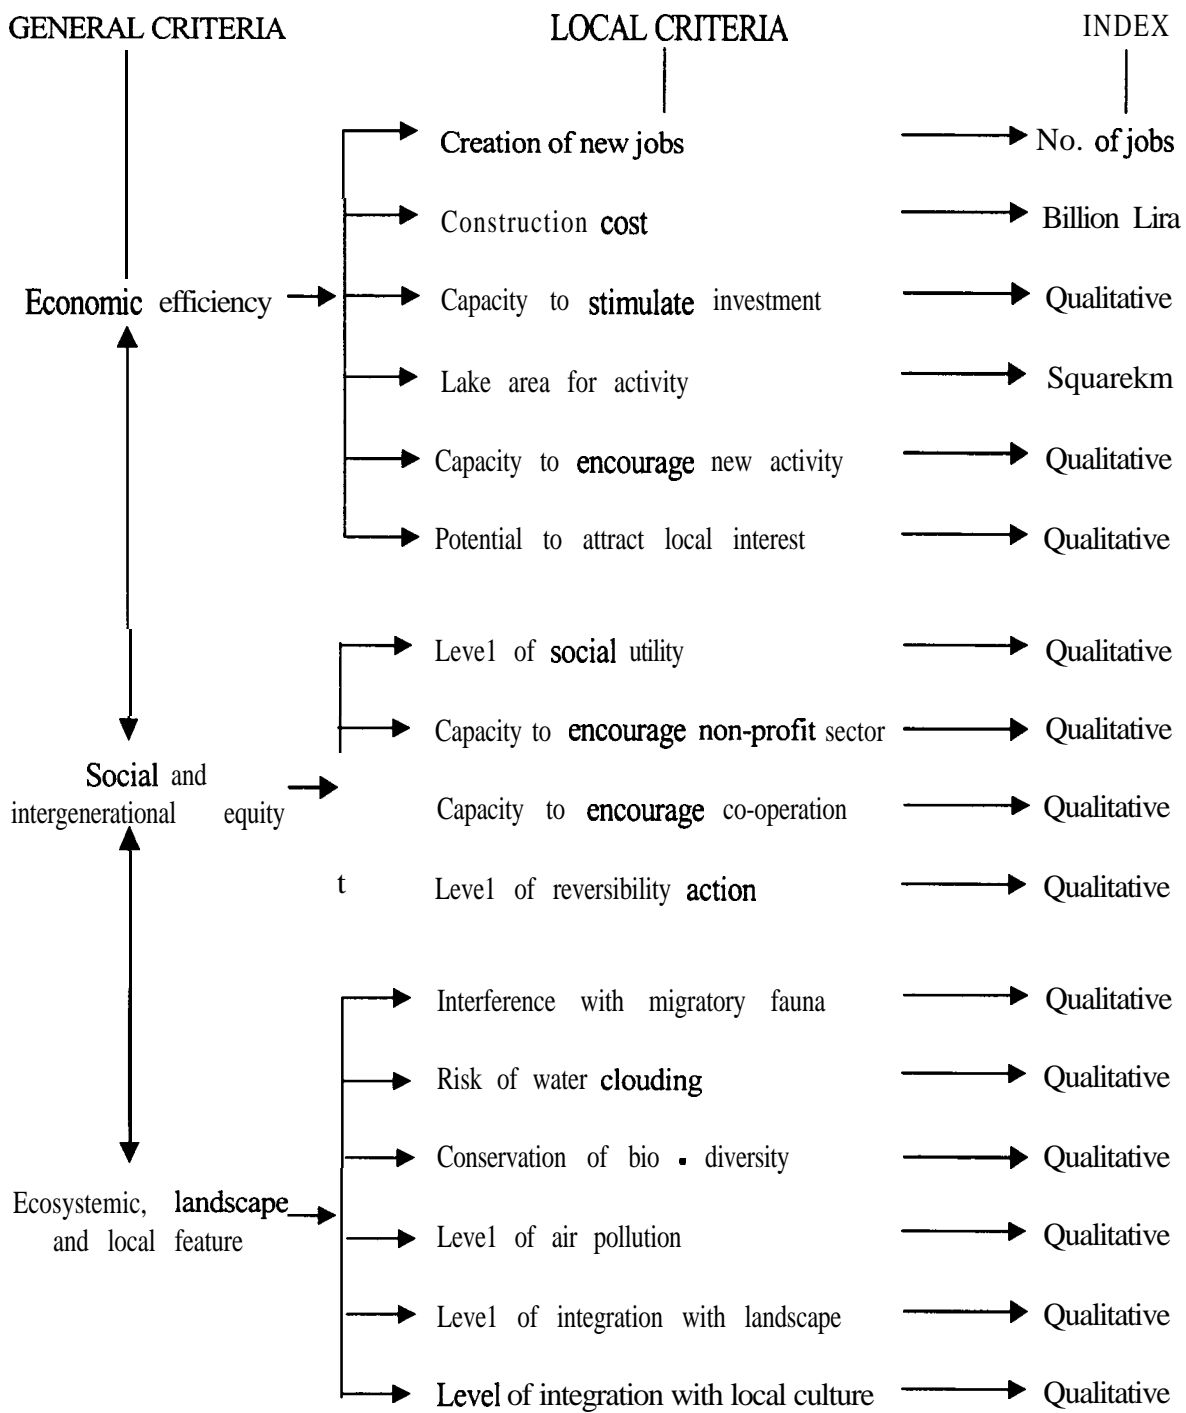 GENERAL CRITERIA LOCAL CRITERIA INDEX
Creation of new jobs No. of jobs
Construction cost Billion Lira
Economic efficiency Capacity to stimulate investment Qualitative
Lake area for activity Squarekm
Capacity to encourage new activity Qualitative
Potential to attract local interest Qualitative
Level of social utility Qualitative
Capacity to encourage non-profit sector Qualitative
Social and
intergenerational equity Capacity to encourage co-operation Qualitative
t Level of reversibility action Qualitative
Interference with migratory fauna Qualitative
Risk of water clouding Qualitative
Conservation of bio - diversity Qualitative
Ecosystemic, landscape
and local feature Level of air pollution Qualitative
Level of integration with landscape Qualitative
Level of integration with local culture Qualitative